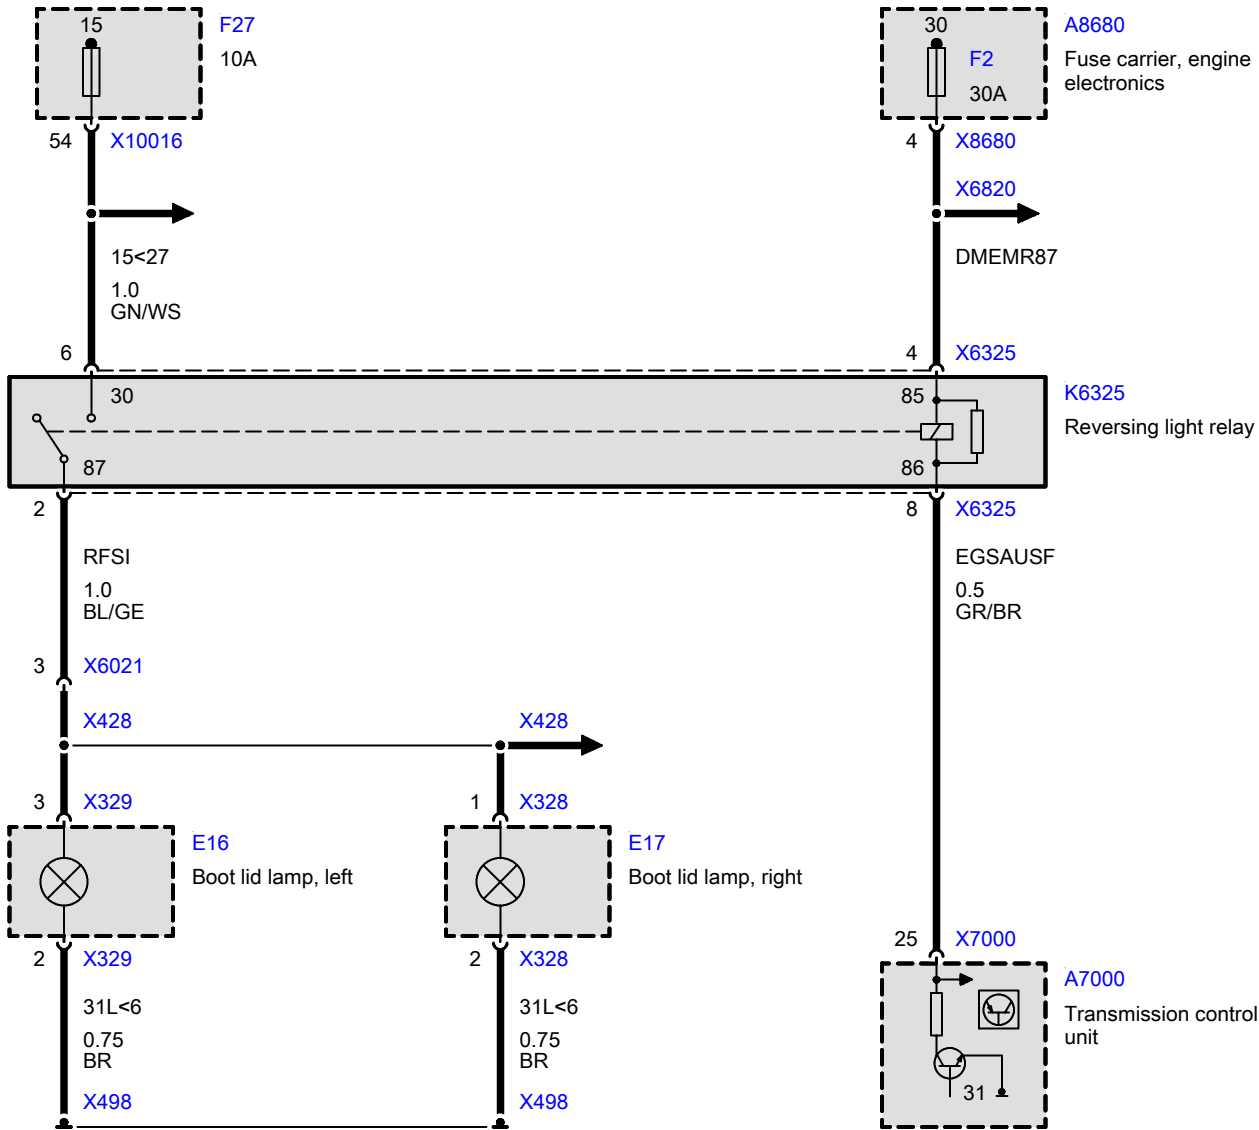 15
F27
10A
30
F2
30A
A8680
Fuse carrier, engine
electronics
54
X10016
4
X8680
X6820
15<27
1.0
GN/WS
DMEMR87
6
4
X6325
30
85
K6325
Reversing light relay
87
86
2
8
X6325
RFSI
1.0
BL/GE
EGSAUSF
0.5
GR/BR
3
X6021
X428
X428
3
X329
1
X328
E16
Boot lid lamp, left
E17
Boot lid lamp, right
2
X329
2
X328
25
X7000
31L<6
0.75
BR
31L<6
0.75
BR
A7000
Transmission control
unit
31
X498
X498